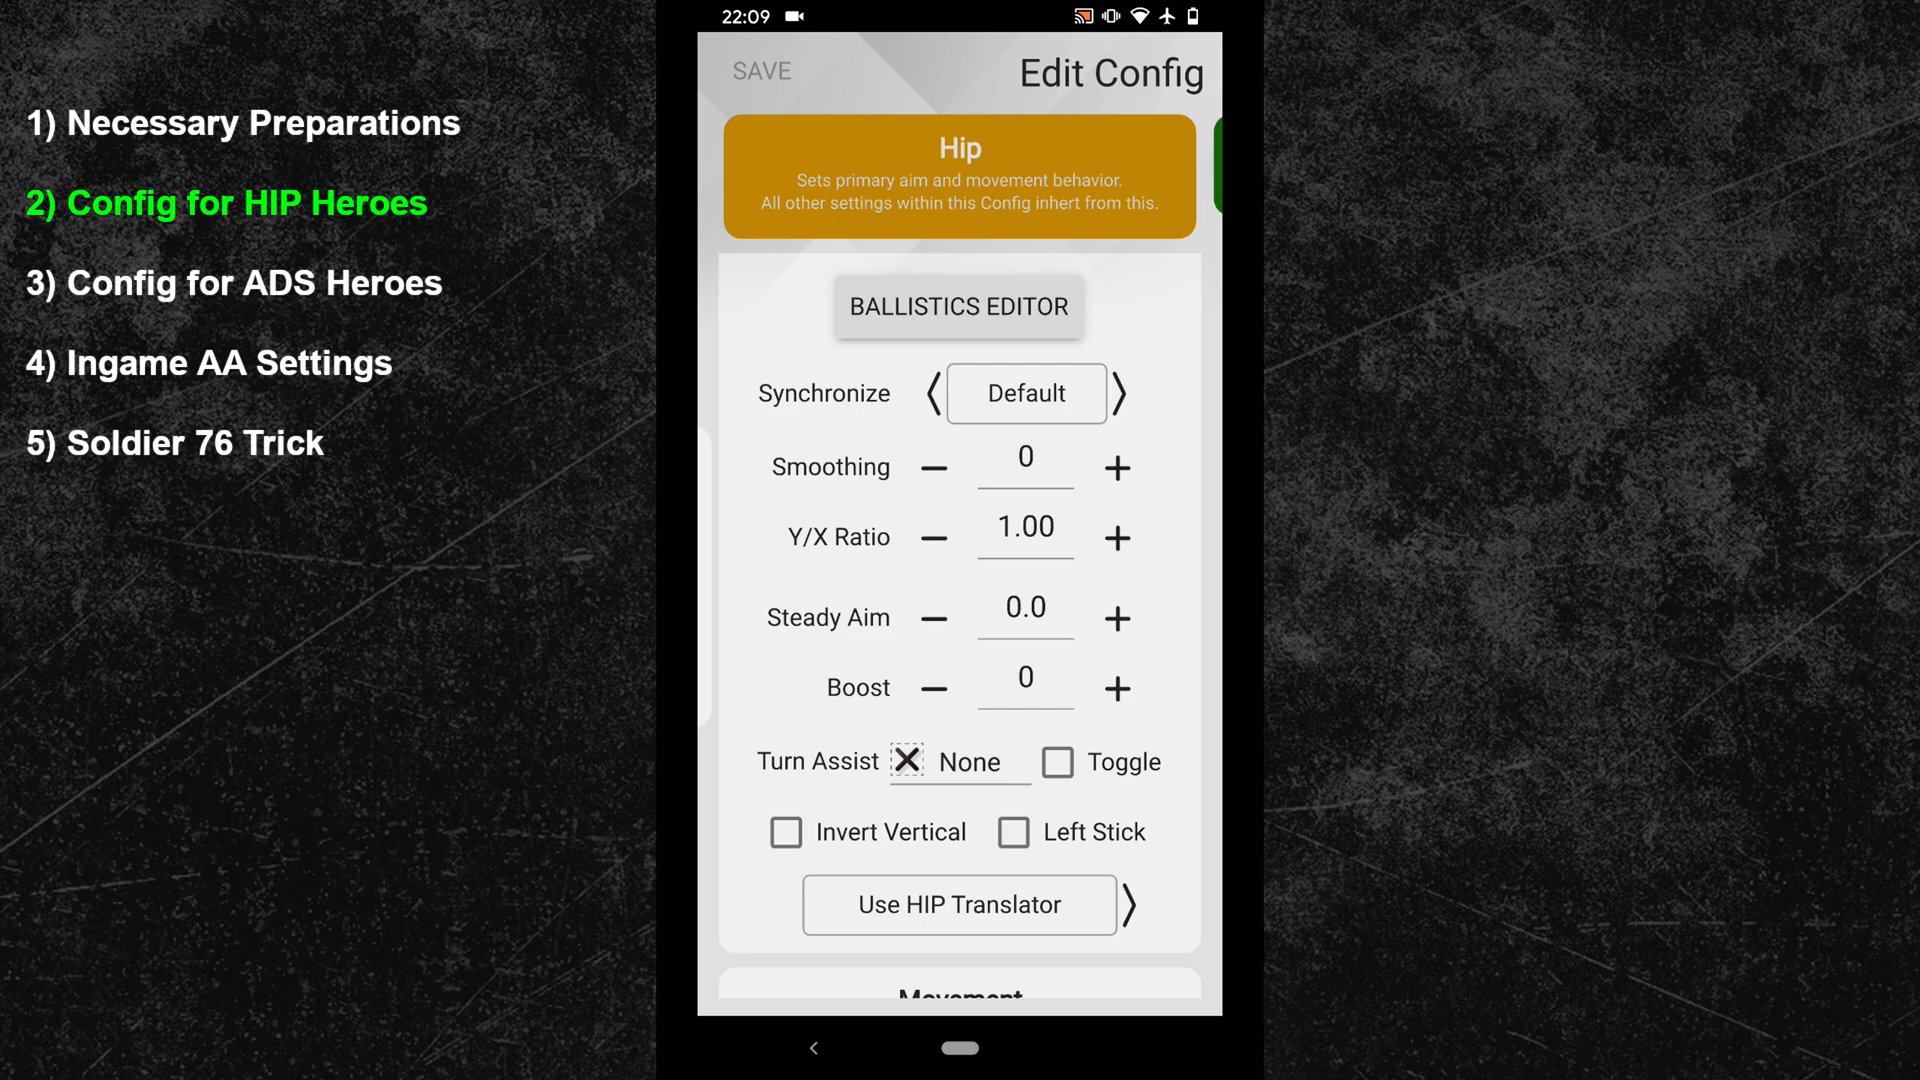 22:09
1) Necessary Preparations
2) Config for HIP Heroes
3) Config for ADS Heroes
4) Ingame AA Settings
5) Soldier 76 Trick
SAVE
Edit Config
Hip
Sets primary aim and movement behavior.
All other settings within this Config inhert from this.
BALLISTICS EDITOR
Synchronize Default
Smoothing 0
Y/X Ratio 1.00
Steady Aim 0.0
Boost 0
Turn Assist None Toggle
Invert Vertical Left Stick
Use HIP Translator
Movement